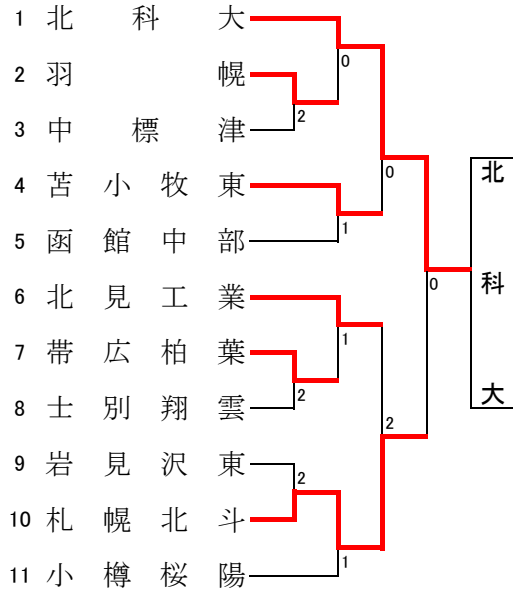 1 北科大
0
2 羽幌
2
3 中標津
北
0
4 苫小牧東
1
5 函館中部
0
科
6 北見工業
1
7 帯広柏葉
2
大
8 士別翔雲
2
9 岩見沢東
2
10 札幌北斗
1
11 小樽桜陽